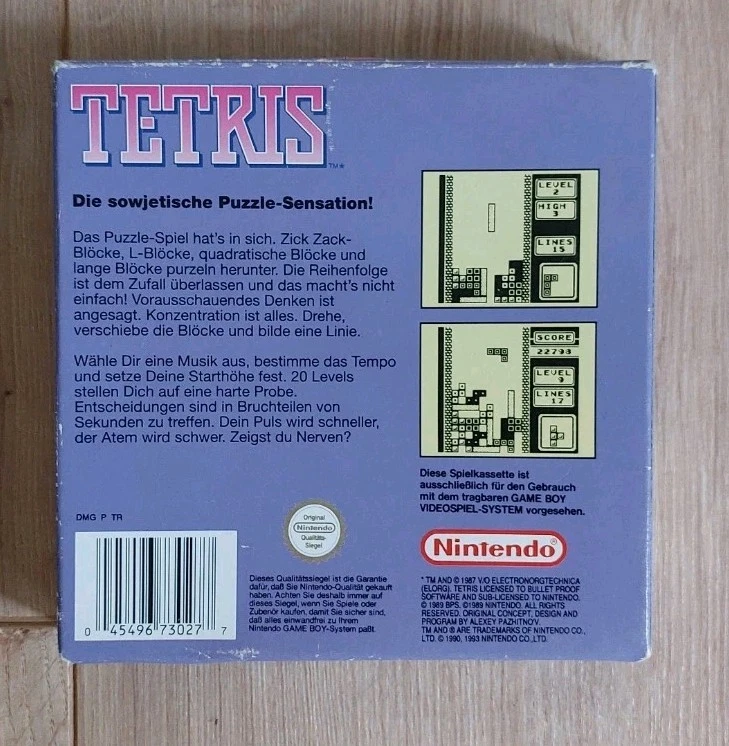 TETRIS
TM*
Die sowjetische Puzzle-Sensation!
Das Puzzle-Spiel hat's in sich. Zick Zack-
Blöcke, L-Blöcke, quadratische Blöcke und
lange Blöcke purzeln herunter. Die Reihenfolge
ist dem Zufall überlassen und das macht's nicht
einfach! Vorausschauendes Denken ist
angesagt. Konzentration ist alles. Drehe,
verschiebe die Blöcke und bilde eine Linie.
Wähle Dir eine Musik aus, bestimme das Tempo
und setze Deine Starthöhe fest. 20 Levels
stellen Dich auf eine harte Probe.
Entscheidungen sind in Bruchteilen von
Sekunden zu treffen. Dein Puls wird schneller,
der Atem wird schwer. Zeigst du Nerven?
LEVEL
2
HIGH
3
LINES
15
SCORE
22793
LEVEL
9
LINES
17
Diese Spielkassette ist
ausschließlich für den Gebrauch
mit dem tragbaren GAME BOY
VIDEOSPIEL-SYSTEM vorgesehen.
DMG P TR
0 45496 73027 7
Original
Nintendo
Qualitäts-
Siegel
Dieses Qualitätssiegel ist die Garantie
dafür, daß Sie Nintendo-Qualität gekauft
haben. Achten Sie deshalb immer auf
dieses Siegel, wenn Sie Spiele oder
Zubehör kaufen, damit Sie sicher sind,
daß alles einwandfrei zu Ihrem
Nintendo GAME BOY-System paßt.
Nintendo®
* TM AND © 1987 V/O ELECTRONORGTECHNICA
(ELORG). TETRIS LICENSED TO BULLET PROOF
SOFTWARE AND SUB-LICENSED TO NINTENDO.
© 1989 BPS. ©1989 NINTENDO. ALL RIGHTS
RESERVED. ORIGINAL CONCEPT, DESIGN AND
PROGRAM BY ALEXEY PAZHITNOV.
TM AND ® ARE TRADEMARKS OF NINTENDO CO.,
LTD. © 1990, 1993 NINTENDO CO.,LTD.